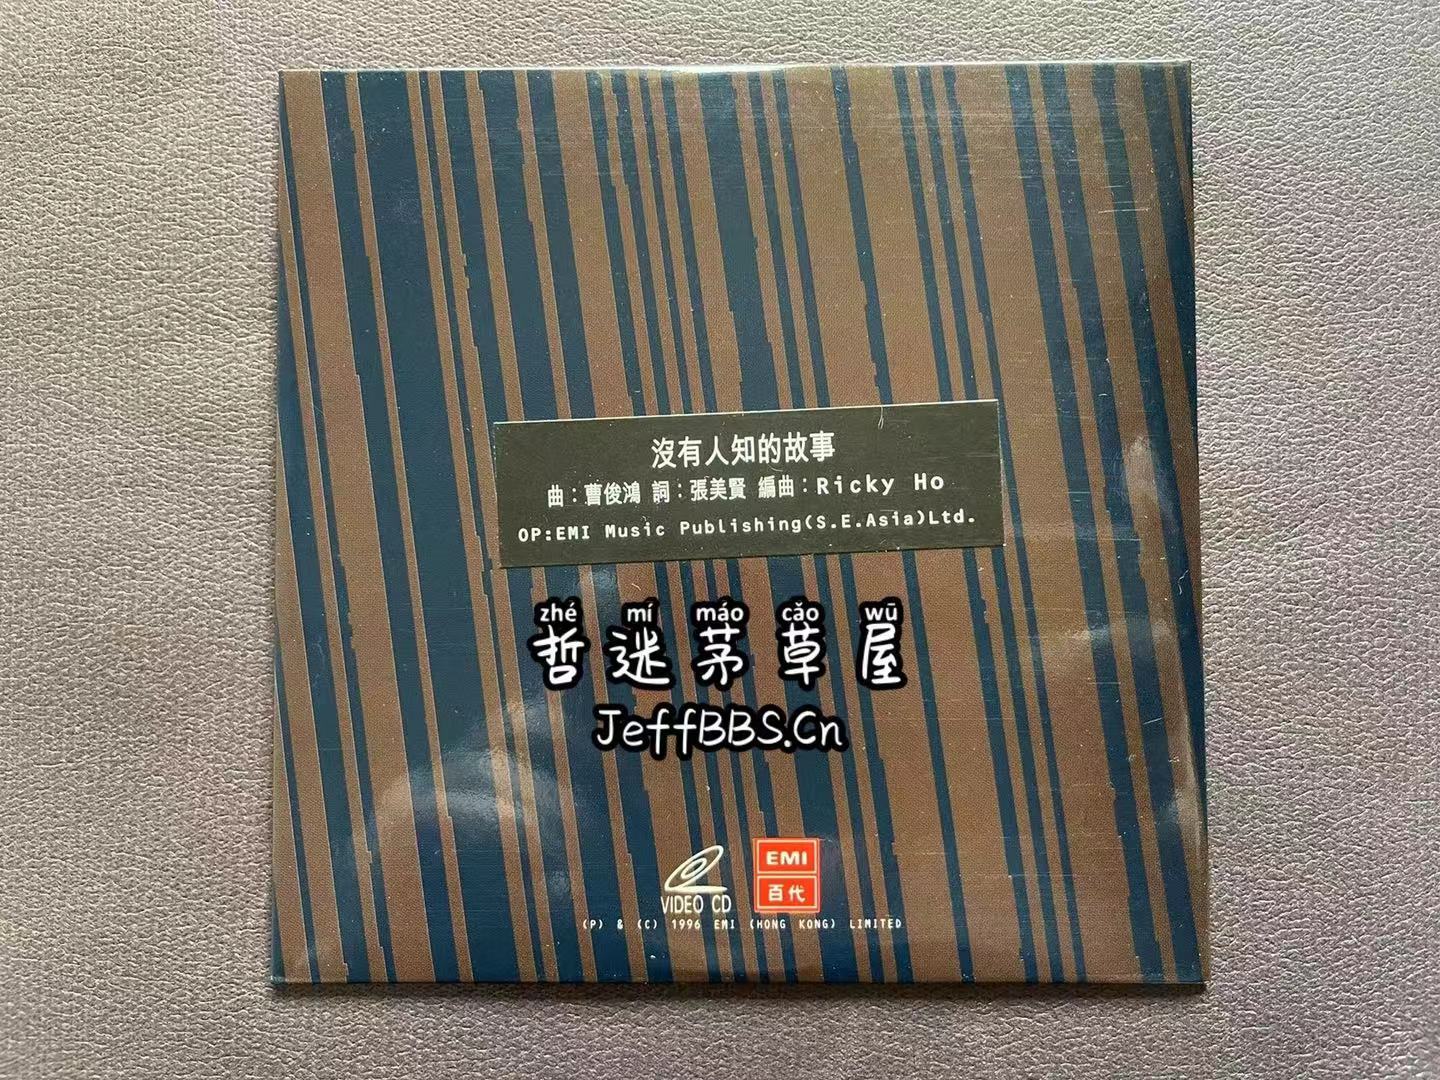 沒有人知的故事
曲：曹俊鴻 詞：張美賢 編曲：Ricky Ho
OP:EMI Music Publishing(S.E.Asia)Ltd.
zhé mí máo cǎo wū
哲迷茅草屋
JeffBBS.Cn
EMI
百代
VIDEO CD
(P) & (C) 1996 EMI (HONG KONG) LIMITED